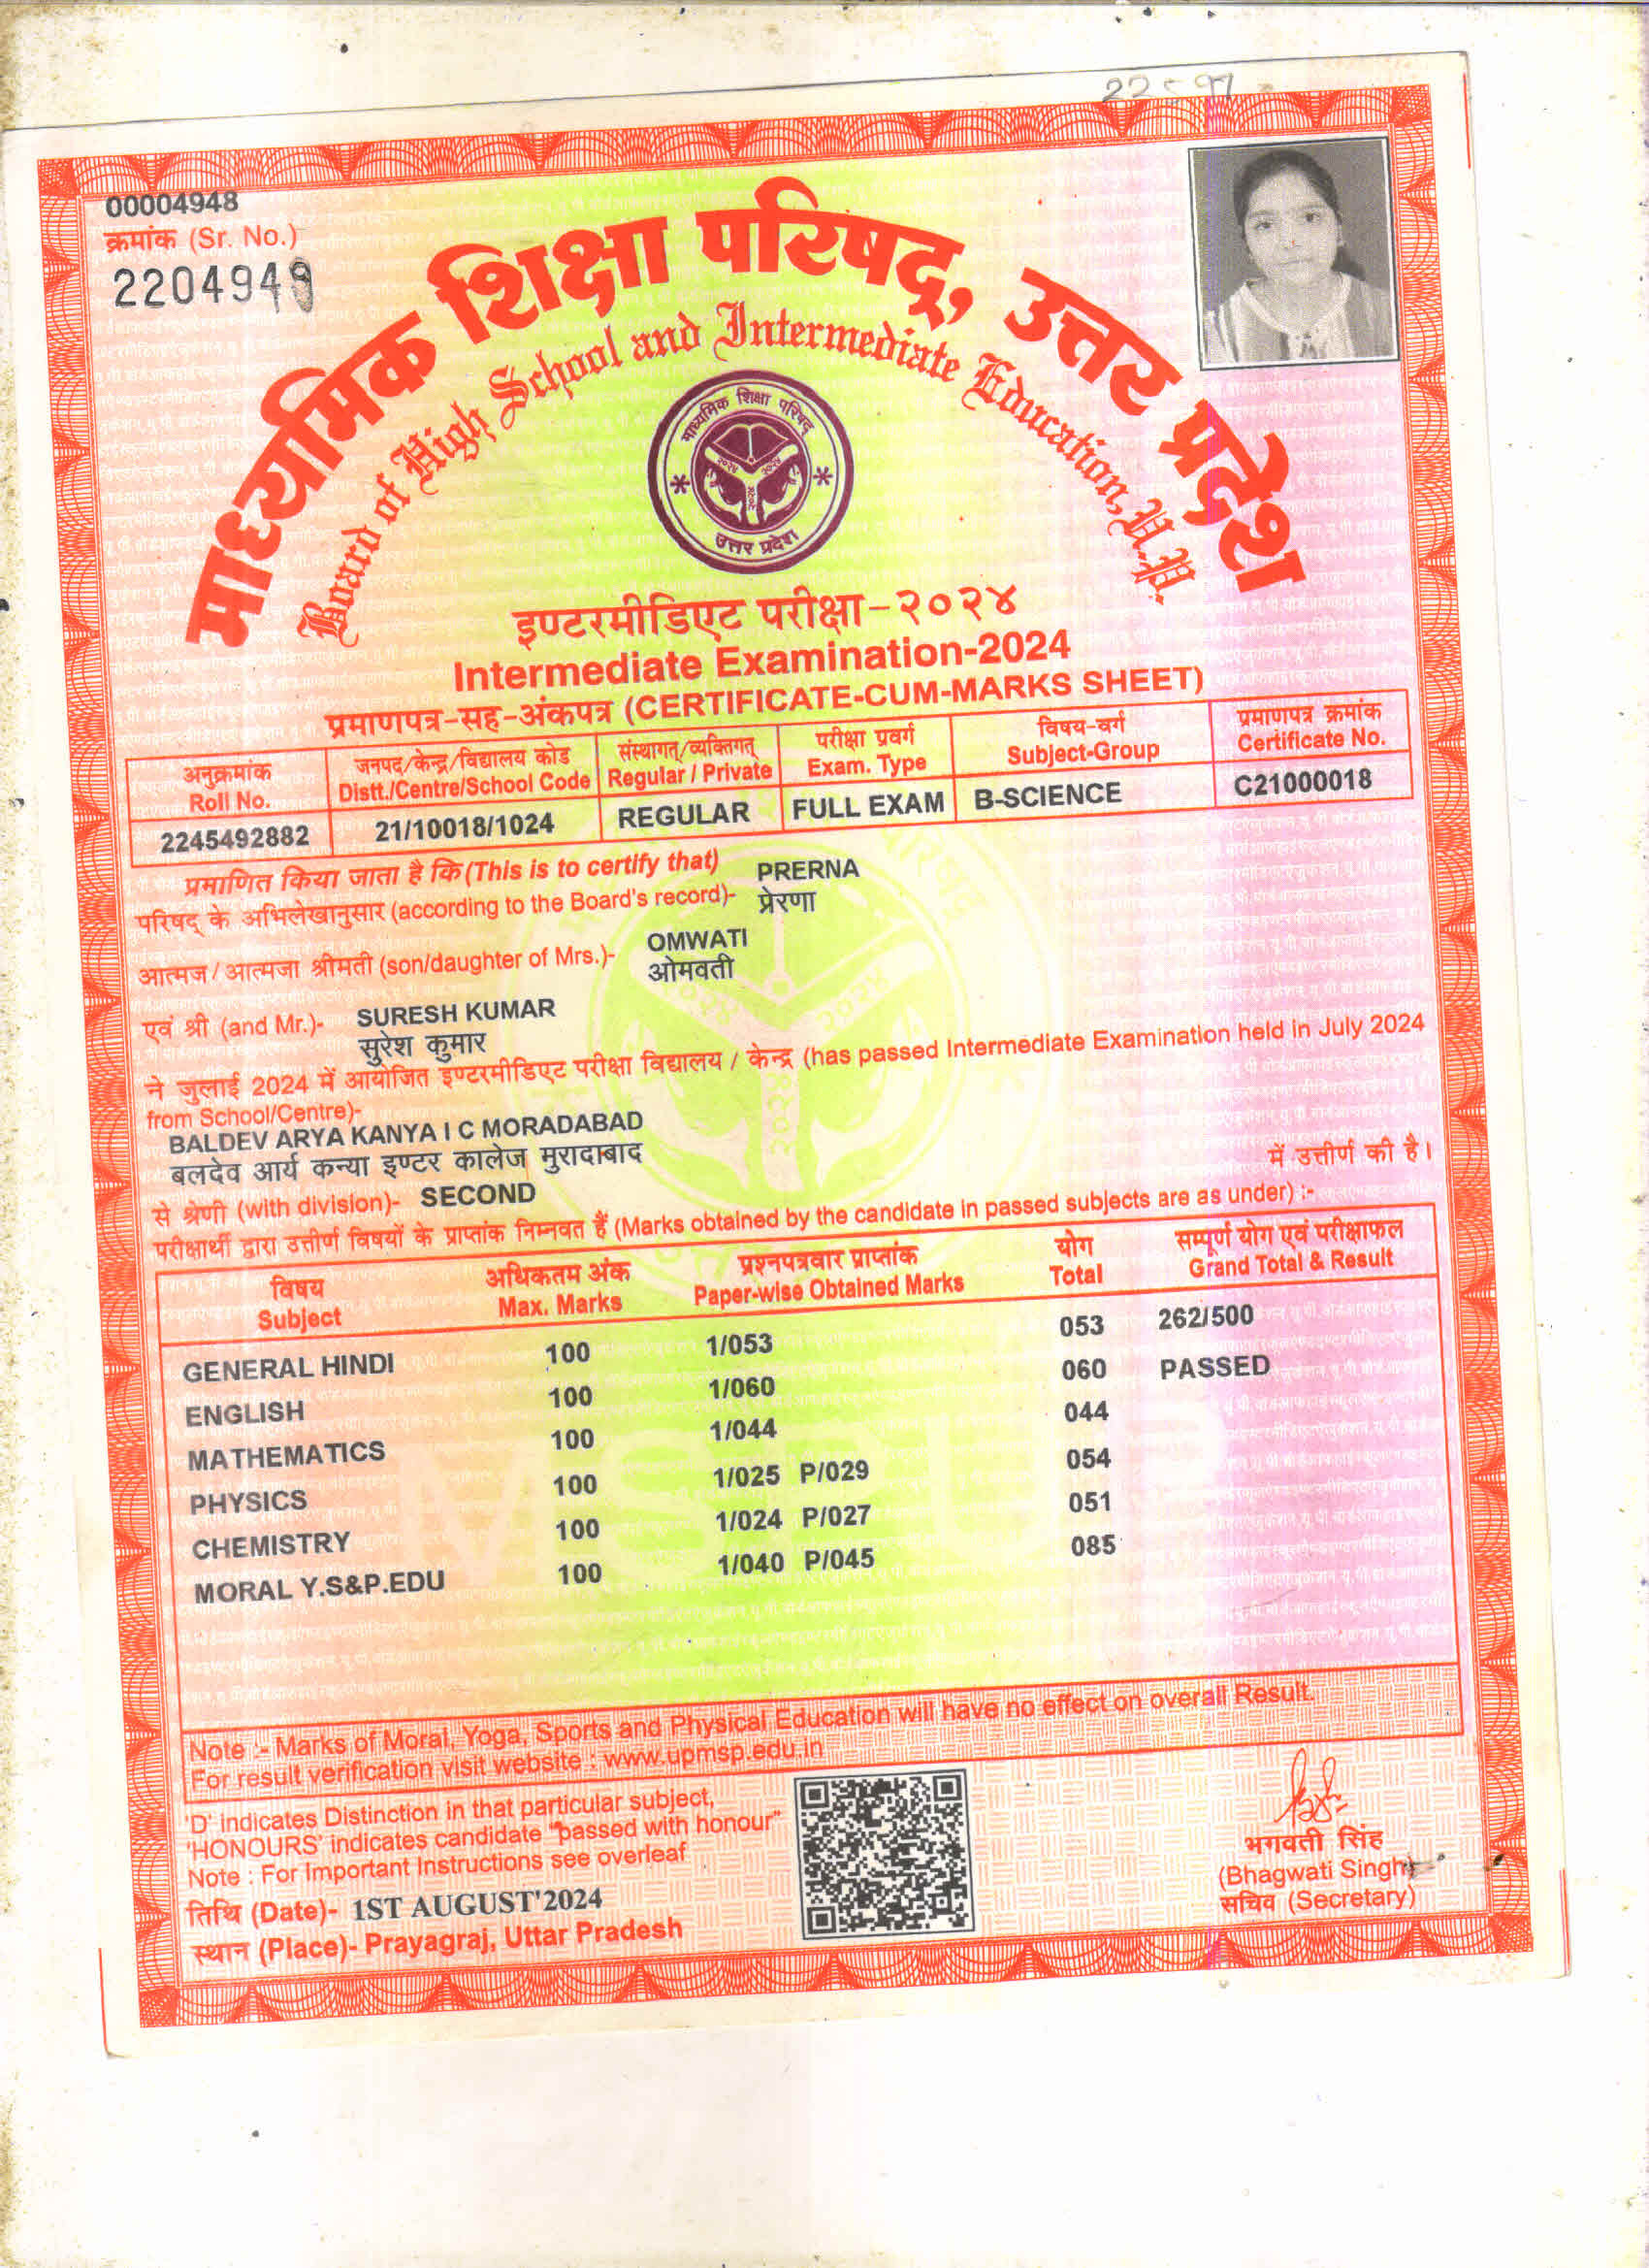 00004948
क्रमांक (Sr. No.)
माध्यमिक शिक्षा परिषद्, उत्तर प्रदेश
Board of High School and Intermediate Education, U.P.
माध्यमिक शिक्षा परिषद्
उत्तर प्रदेश
इण्टरमीडिएट परीक्षा-२०२४
Intermediate Examination-2024
प्रमाणपत्र-सह-अंकपत्र (CERTIFICATE-CUM-MARKS SHEET)
अनुक्रमांक जनपद/केन्द्र/विद्यालय कोड संस्थागत/व्यक्तिगत परीक्षा प्रवर्ग विषय-वर्ग प्रमाणपत्र क्रमांक
Roll No. Distt./Centre/School Code Regular / Private Exam. Type Subject-Group Certificate No.
2245492882 21/10018/1024 REGULAR FULL EXAM B-SCIENCE C21000018
प्रमाणित किया जाता है कि (This is to certify that) PRERNA
परिषद् के अभिलेखानुसार (according to the Board's record)- प्रेरणा
OMWATI
आत्मज / आत्मजा श्रीमती (son/daughter of Mrs.)- ओमवती
एवं श्री (and Mr.)- SURESH KUMAR
सुरेश कुमार
ने जुलाई 2024 में आयोजित इण्टरमीडिएट परीक्षा विद्यालय / केन्द्र (has passed Intermediate Examination held in July 2024
from School/Centre)-
BALDEV ARYA KANYA I C MORADABAD
बलदेव आर्य कन्या इण्टर कालेज मुरादाबाद
से श्रेणी (with division)- SECOND में उत्तीर्ण की है।
परीक्षार्थी द्वारा उत्तीर्ण विषयों के प्राप्तांक निम्नवत हैं (Marks obtained by the candidate in passed subjects are as under) :-
विषय अधिकतम अंक प्रश्नपत्रवार प्राप्तांक योग सम्पूर्ण योग एवं परीक्षाफल
Subject Max. Marks Paper-wise Obtained Marks Total Grand Total & Result
GENERAL HINDI 100 1/053 053 262/500
ENGLISH 100 1/060 060 PASSED
MATHEMATICS 100 1/044 044
PHYSICS 100 1/025 P/029 054
CHEMISTRY 100 1/024 P/027 051
MORAL Y.S&P.EDU 100 1/040 P/045 085
Note :- Marks of Moral, Yoga, Sports and Physical Education will have no effect on overall Result.
For result verification visit website : www.upmsp.edu.in
'D' indicates Distinction in that particular subject,
'HONOURS' indicates candidate "passed with honour"
Note : For Important Instructions see overleaf
तिथि (Date)- 1ST AUGUST'2024
स्थान (Place)- Prayagraj, Uttar Pradesh
भगवती सिंह
(Bhagwati Singh)
सचिव (Secretary)